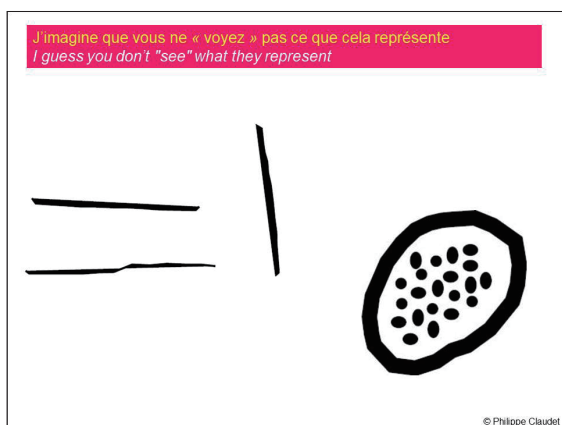 J'imagine que vous ne « voyez » pas ce que cela représente
I guess you don't "see" what they represent
© Philippe Claudet